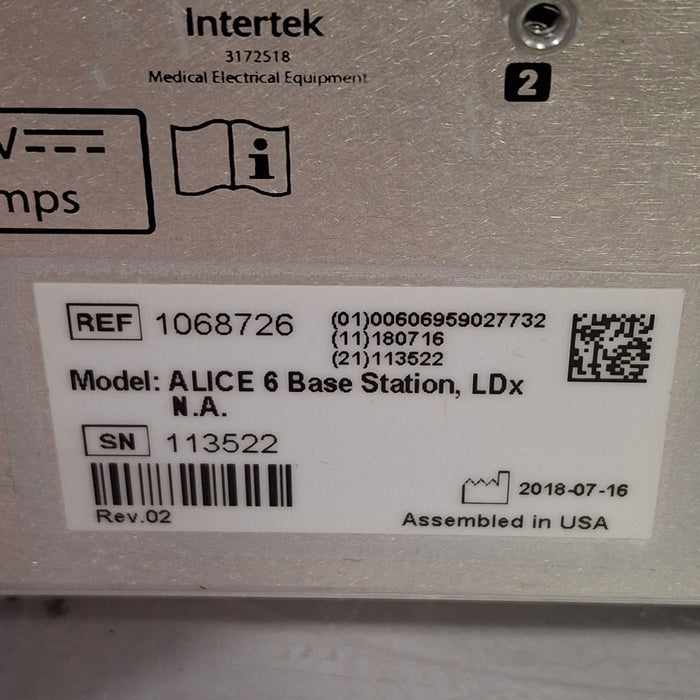 Intertek
3172518
Medical Electrical Equipment
2
V
mps
i
REF 1068726
(01)00606959027732
(11)180716
(21)113522
Model: ALICE 6 Base Station, LDx
N.A.
SN 113522
2018-07-16
Rev.02
Assembled in USA